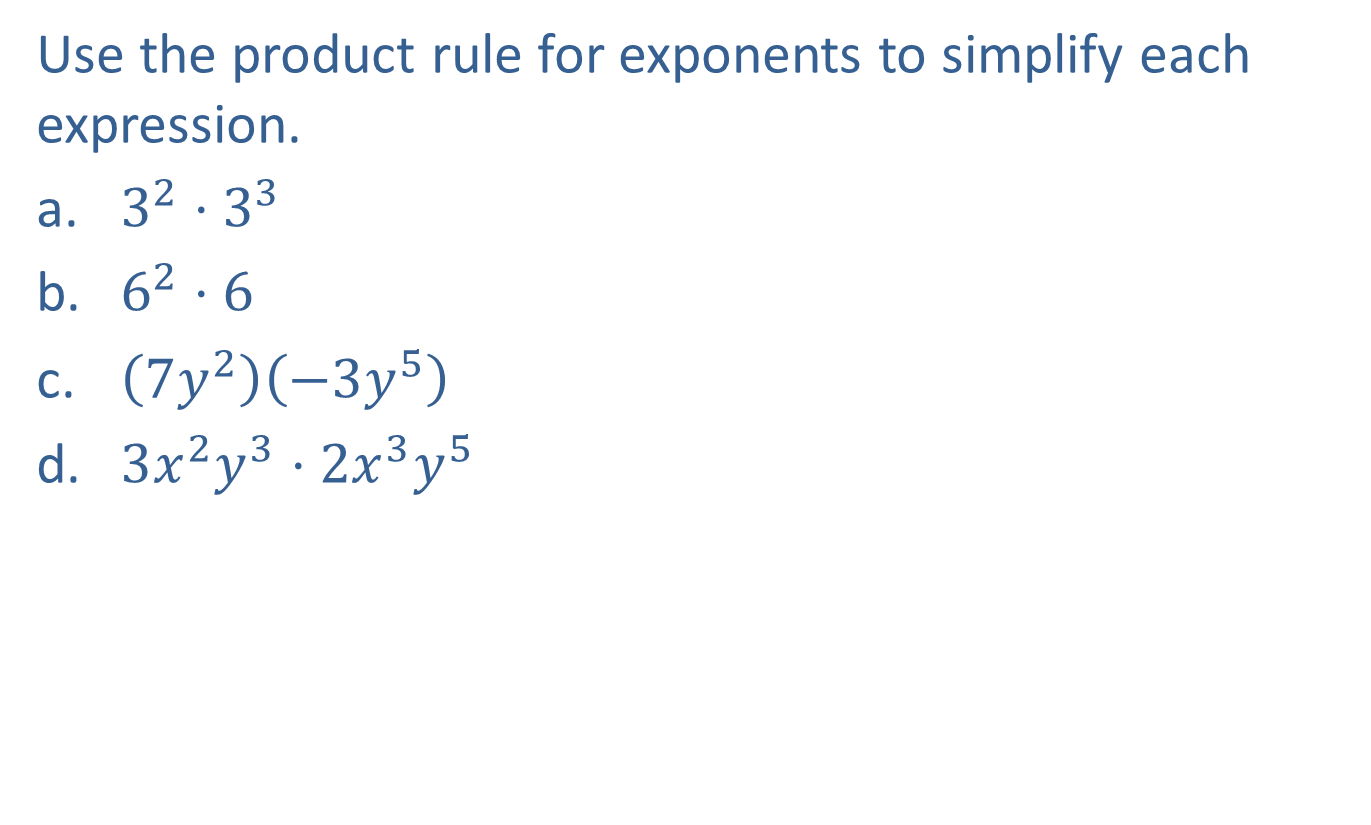 Use the product rule for exponents to simplify each
expression.
a. 3² · 3³
b. 6² · 6
c. (7𝑦²)(−3𝑦⁵)
d. 3𝑥²𝑦³ · 2𝑥³𝑦⁵